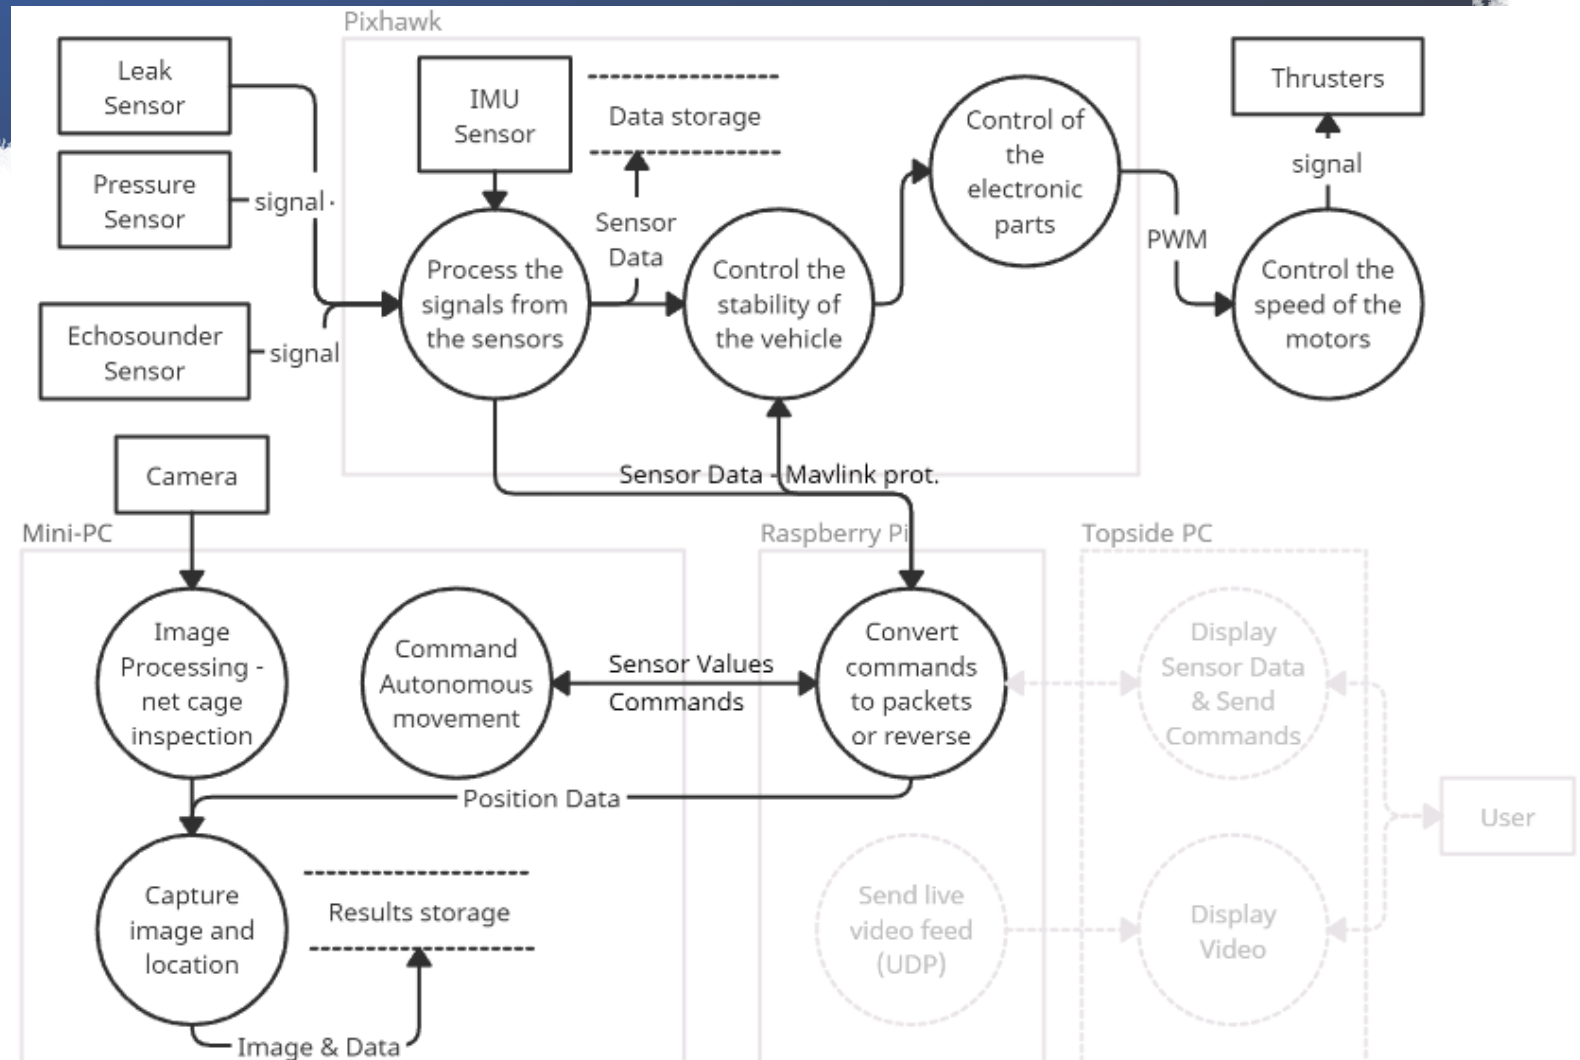 Pixhawk
Leak
Sensor
IMU
Sensor
Data storage
Control of
the
electronic
parts
Thrusters
signal
Pressure
Sensor
signal
Sensor
Data
PWM
Process the
signals from
the sensors
Control the
stability of
the vehicle
Control the
speed of the
motors
Echosounder
Sensor
signal
Camera
Sensor Data - Mavlink prot.
Mini-PC
Raspberry Pi
Topside PC
Image
Processing -
net cage
inspection
Command
Autonomous
movement
Sensor Values
Commands
Convert
commands
to packets
or reverse
Display
Sensor Data
& Send
Commands
Position Data
User
Capture
image and
location
Results storage
Send live
video feed
(UDP)
Display
Video
Image & Data